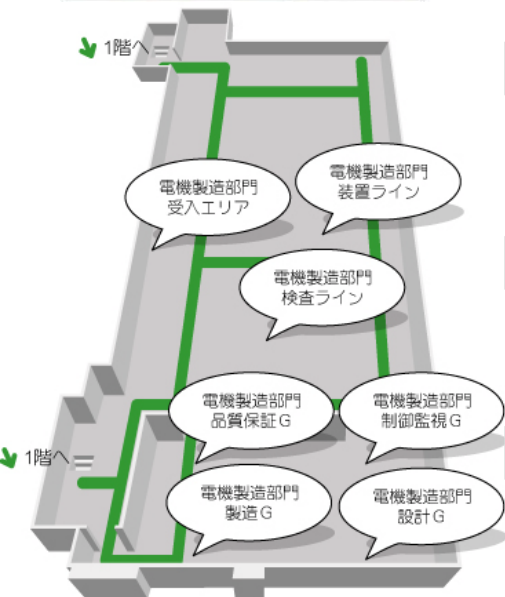 1階へ
電機製造部門
受入エリア
電機製造部門
装置ライン
電機製造部門
検査ライン
電機製造部門
品質保証G
電機製造部門
制御監視G
1階へ
電機製造部門
製造G
電機製造部門
設計G